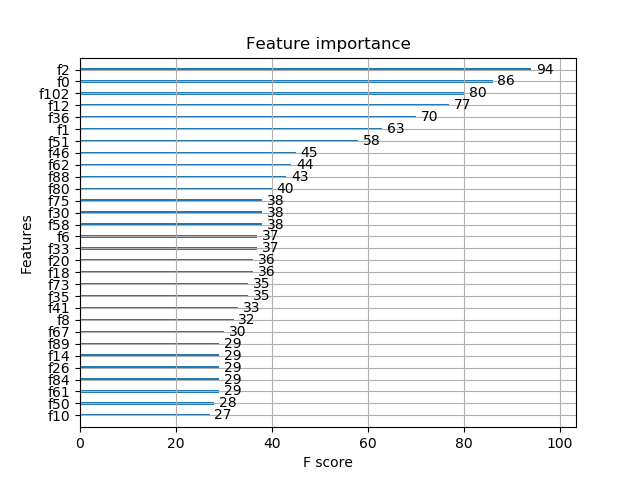 Feature importance
Features
f2 94
f0 86
f102 80
f12 77
f36 70
f1 63
f51 58
f46 45
f62 44
f88 43
f80 40
f75 38
f30 38
f58 38
f6 37
f33 37
f20 36
f18 36
f73 35
f35 35
f41 33
f8 32
f67 30
f89 29
f14 29
f26 29
f84 29
f61 29
f50 28
f10 27
0 20 40 60 80 100
F score